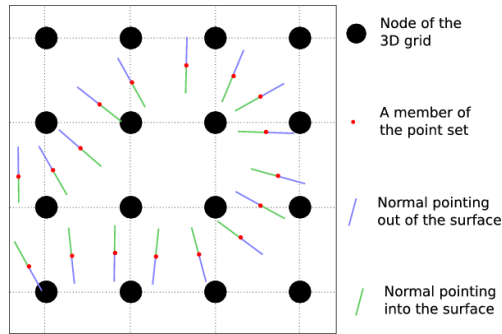 Node of the
3D grid
A member of
the point set
Normal pointing
out of the surface
Normal pointing
into the surface